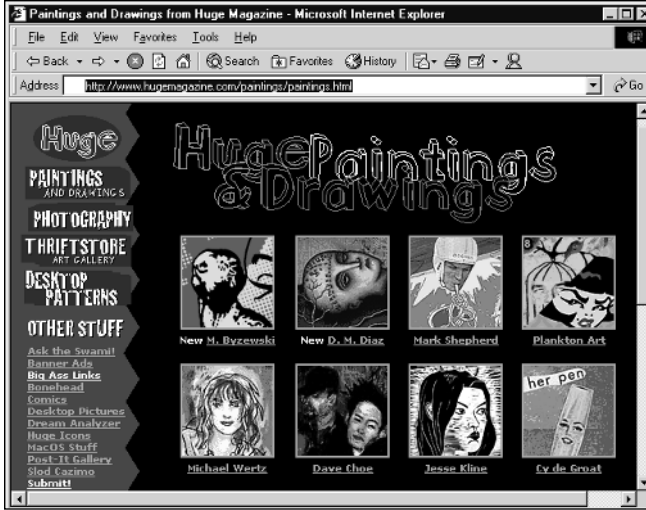 Paintings and Drawings from Huge Magazine - Microsoft Internet Explorer
File Edit View Favorites Tools Help
Back Search Favorites History
Address http://www.hugemagazine.com/paintings/paintings.html Go
Huge
PAINTINGS
AND DRAWINGS
PHOTOGRAPHY
THRIFTSTORE
ART GALLERY
DESKTOP
PATTERNS
OTHER STUFF
Ask the Swami!
Banner Ads
Big Ass Links
Bonehead
Comics
Desktop Pictures
Dream Analyzer
Huge Icons
MacOS Stuff
Post-It Gallery
Slod Cazimo
Submit!
Huge Paintings
& Drawings
8
New M. Byzewski New D. M. Diaz Mark Shepherd Plankton Art
her pen
Michael Wertz Dave Choe Jesse Kline Cy de Groat